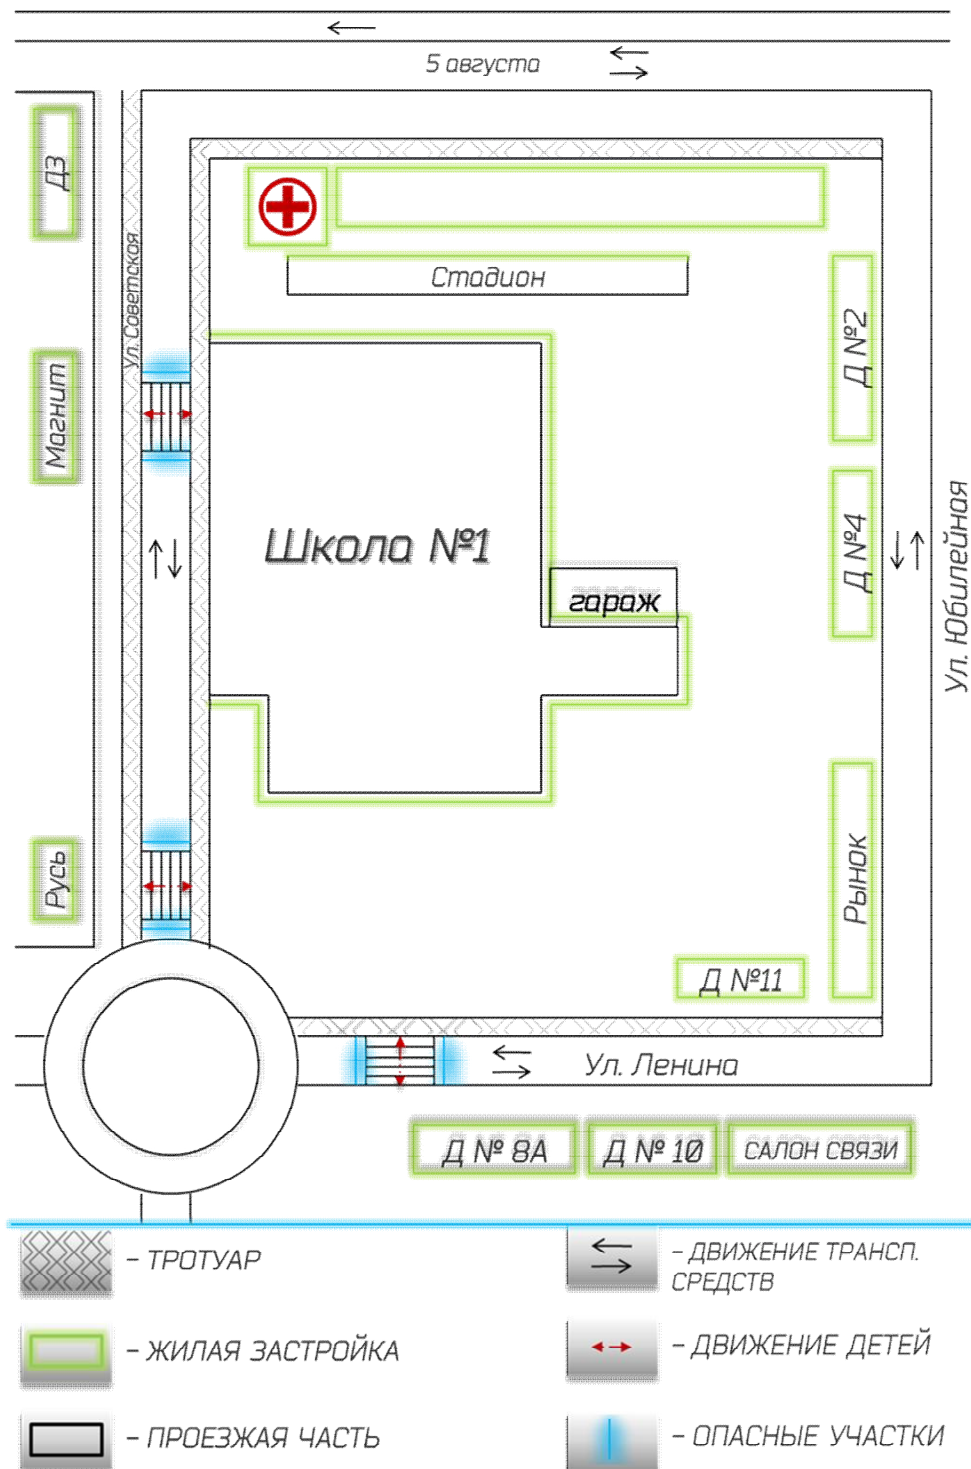 5 августа
ДЗ
Ул. Советская
Стадион
Д №2
Магнит
Школа №1
Д №4
Ул. Юбилейная
гараж
Русь
Рынок
Д №11
Ул. Ленина
Д № 8А
Д № 10
САЛОН СВЯЗИ
– ТРОТУАР
– ДВИЖЕНИЕ ТРАНСП.
СРЕДСТВ
– ЖИЛАЯ ЗАСТРОЙКА
– ДВИЖЕНИЕ ДЕТЕЙ
– ПРОЕЗЖАЯ ЧАСТЬ
– ОПАСНЫЕ УЧАСТКИ